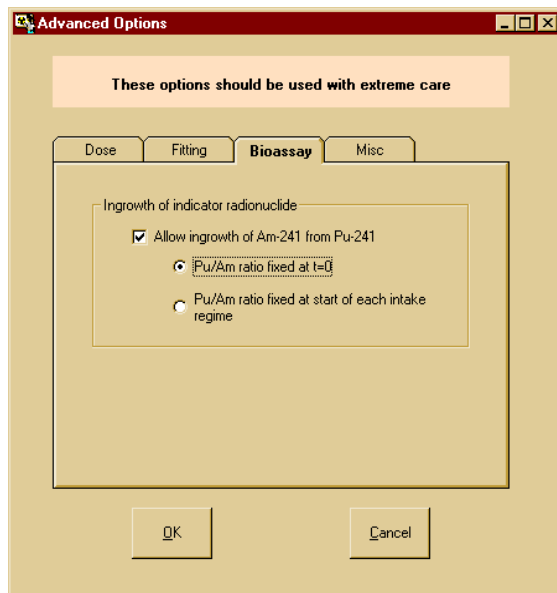 Advanced Options
These options should be used with extreme care
Dose
Fitting
Bioassay
Misc
Ingrowth of indicator radionuclide
Allow ingrowth of Am-241 from Pu-241
Pu/Am ratio fixed at t=0
Pu/Am ratio fixed at start of each intake
regime
OK
Cancel